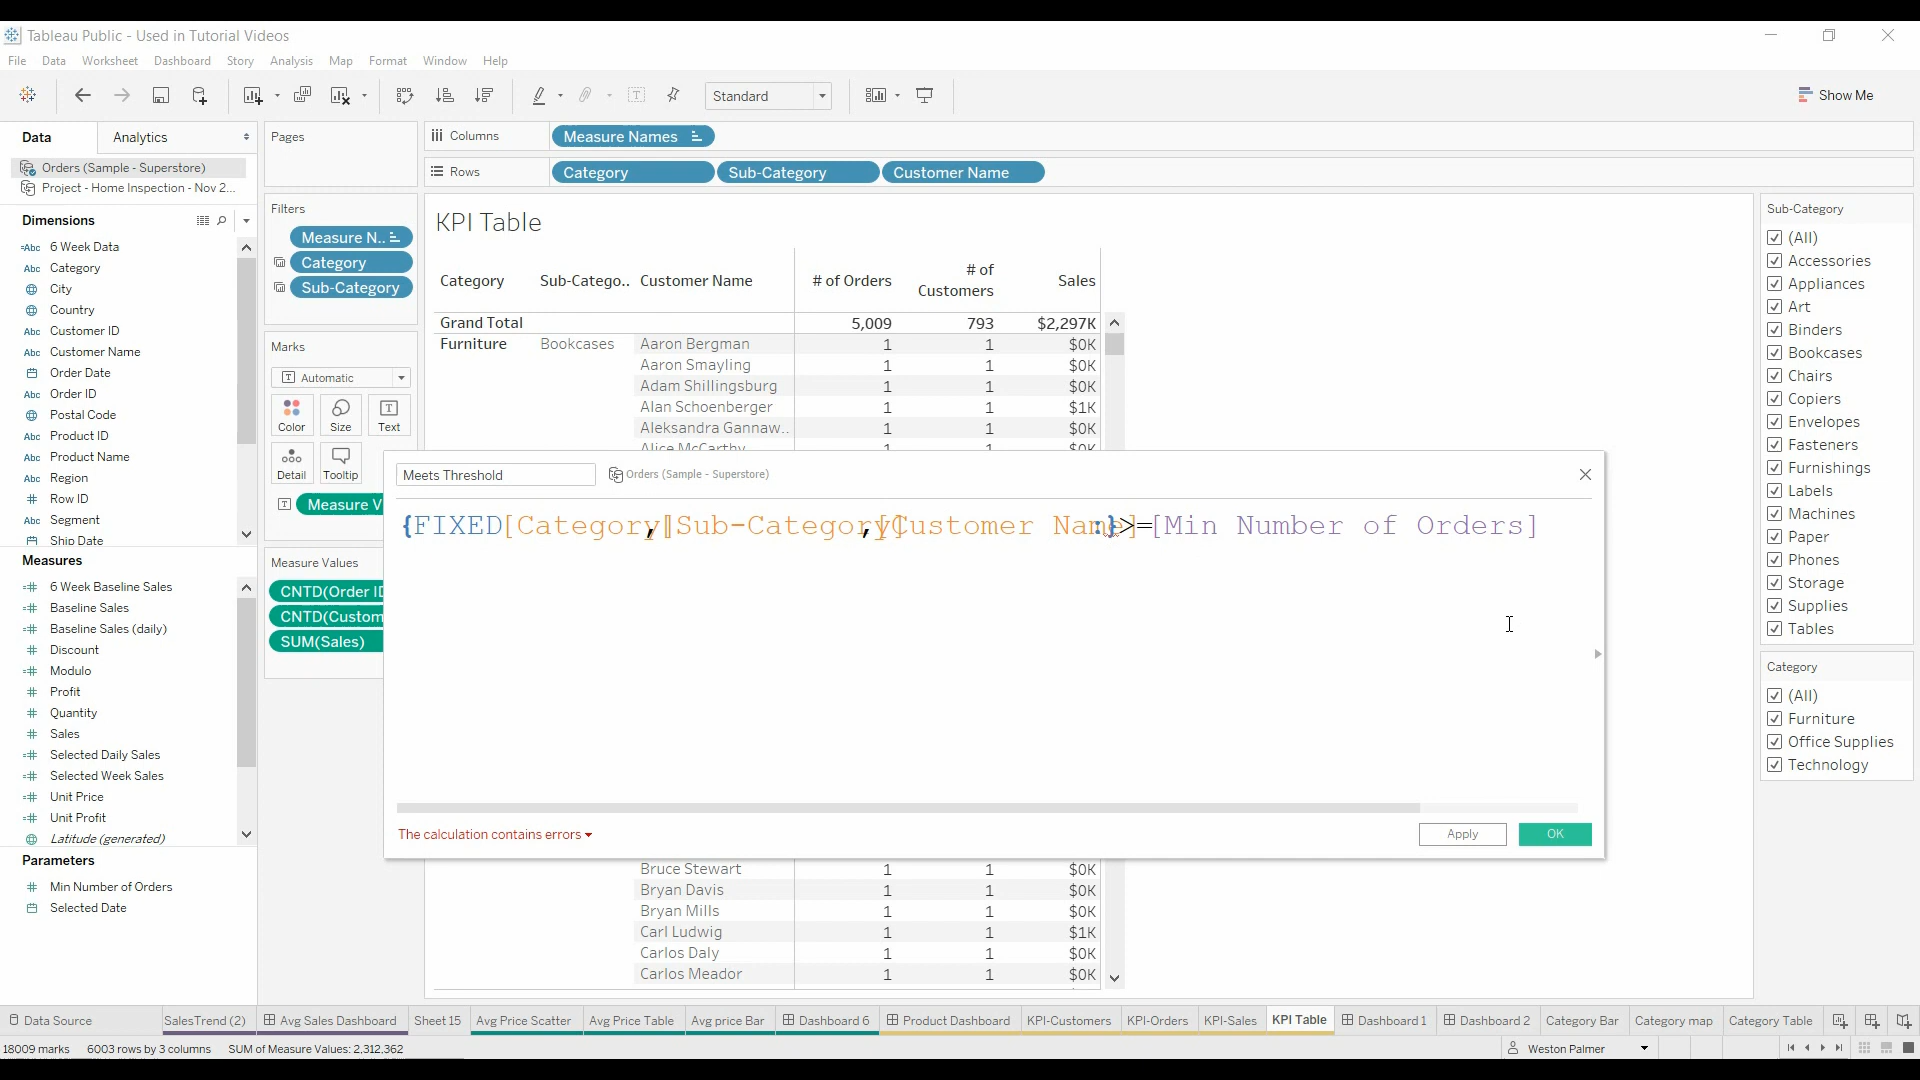 Tableau Public - Used in Tutorial Videos
File Data Worksheet Dashboard Story Analysis Map Format Window Help
Standard
Show Me
Data Analytics
Orders (Sample - Superstore)
Project - Home Inspection - Nov 2...
Dimensions
6 Week Data
Category
City
Country
Customer ID
Customer Name
Order Date
Order ID
Postal Code
Product ID
Product Name
Region
Row ID
Segment
Ship Date
Measures
6 Week Baseline Sales
Baseline Sales
Baseline Sales (daily)
Discount
Modulo
Profit
Quantity
Sales
Selected Daily Sales
Selected Week Sales
Unit Price
Unit Profit
Latitude (generated)
Parameters
Min Number of Orders
Selected Date
Pages
Filters
Measure N..
Category
Sub-Category
Marks
Automatic
Color Size Text
Detail Tooltip
Measure V
Measure Values
CNTD(Order ID
CNTD(Custom
SUM(Sales)
Columns Measure Names
Rows Category Sub-Category Customer Name
KPI Table
Category Sub-Catego.. Customer Name # of Orders # of Customers Sales
Grand Total 5,009 793 $2,297K
Furniture Bookcases Aaron Bergman 1 1 $0K
Aaron Smayling 1 1 $0K
Adam Shillingsburg 1 1 $0K
Alan Schoenberger 1 1 $1K
Aleksandra Gannaw.. 1 1 $0K
Alice McCarthy
Meets Threshold Orders (Sample - Superstore)
{FIXED[Category,][Sub-Category,][Customer Name]:}>=[Min Number of Orders]
The calculation contains errors
Apply OK
Bruce Stewart 1 1 $0K
Bryan Davis 1 1 $0K
Bryan Mills 1 1 $0K
Carl Ludwig 1 1 $1K
Carlos Daly 1 1 $0K
Carlos Meador 1 1 $0K
Sub-Category
(All)
Accessories
Appliances
Art
Binders
Bookcases
Chairs
Copiers
Envelopes
Fasteners
Furnishings
Labels
Machines
Paper
Phones
Storage
Supplies
Tables
Category
(All)
Furniture
Office Supplies
Technology
Data Source SalesTrend (2) Avg Sales Dashboard Sheet 15 Avg Price Scatter Avg Price Table Avg price Bar Dashboard 6 Product Dashboard KPI-Customers KPI-Orders KPI-Sales KPI Table Dashboard 1 Dashboard 2 Category Bar Category map Category Table
18009 marks 6003 rows by 3 columns SUM of Measure Values: 2,312,362 Weston Palmer